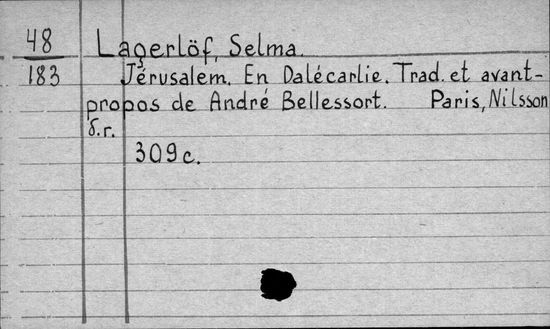 48 Lagerlöf, Selma.
183 Jérusalem. En Dalécarlie. Trad. et avant-
propos de André Bellessort. Paris, Nilsson
s.r.
309 c.